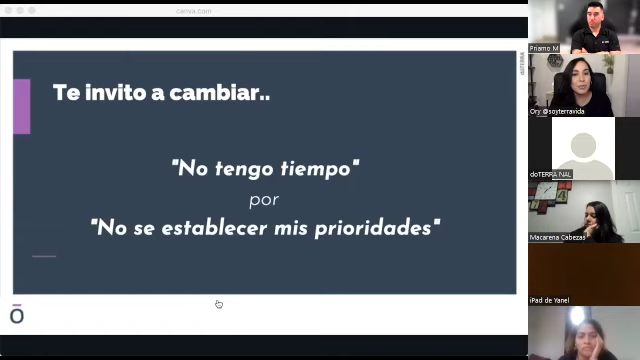 canva.com
dōTERRA
Te invito a cambiar..
"No tengo tiempo"
por
"No se establecer mis prioridades"
Ō
Priamo M
Ory @soyterravida
doTERRA NAL
Macarena Cabezas
iPad de Yanel